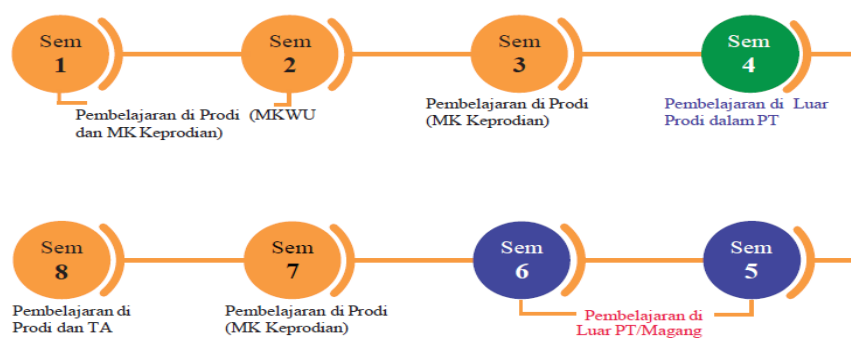 Sem
1
Sem
2
Sem
3
Sem
4
Pembelajaran di Prodi (MKWU
dan MK Keprodian)
Pembelajaran di Prodi
(MK Keprodian)
Pembelajaran di Luar
Prodi dalam PT
Sem
8
Sem
7
Sem
6
Sem
5
Pembelajaran di
Prodi dan TA
Pembelajaran di Prodi
(MK Keprodian)
Pembelajaran di
Luar PT/Magang